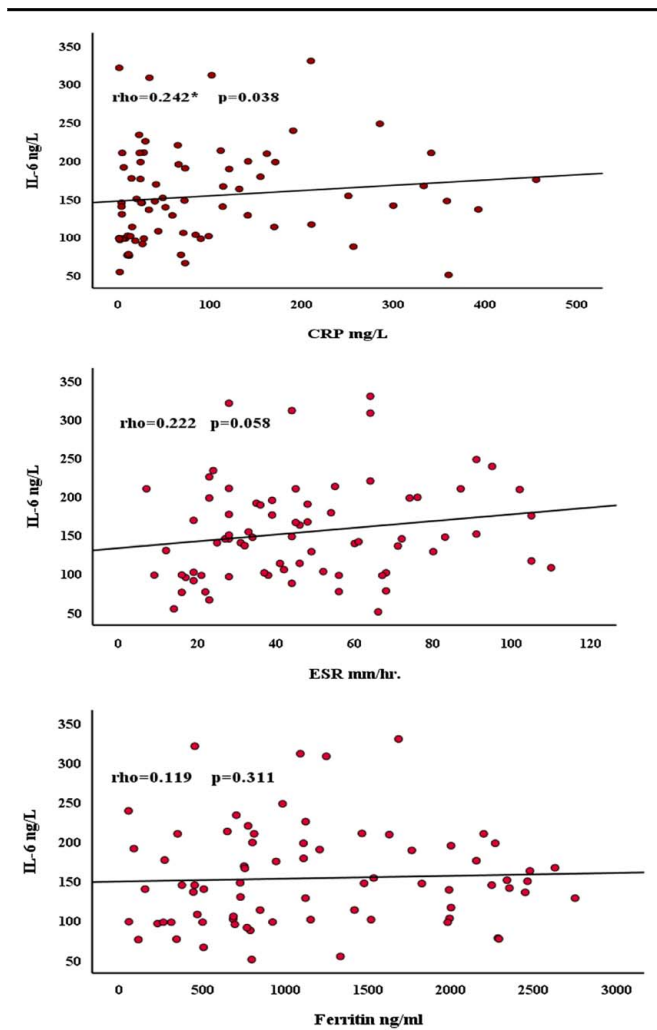 350
300
rho=0.242* p=0.038
250
IL-6 ng/L
200
150
100
50
0 100 200 300 400 500
CRP mg/L
350
300
rho=0.222 p=0.058
250
IL-6 ng/L
200
150
100
50
0 20 40 60 80 100 120
ESR mm/hr.
350
300
rho=0.119 p=0.311
250
IL-6 ng/L
200
150
100
50
0 500 1000 1500 2000 2500 3000
Ferritin ng/ml